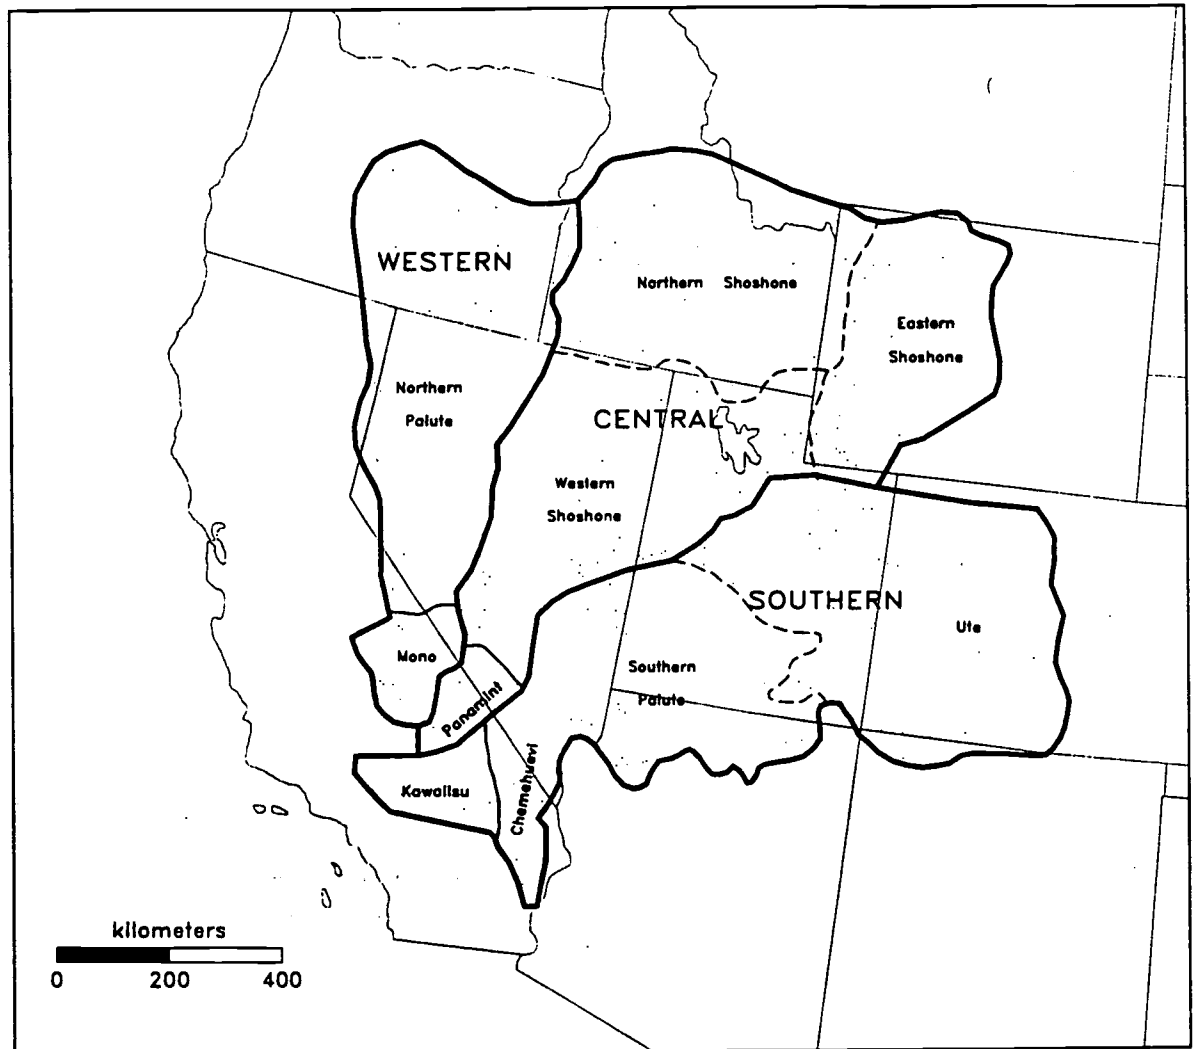 WESTERN
Northern Shoshone
Eastern
Shoshone
Northern
Paiute
CENTRAL
Western
Shoshone
SOUTHERN
Ute
Mono
Southern
Paiute
Panamint
Kawaiisu
Chemehuevi
kilometers
0 200 400